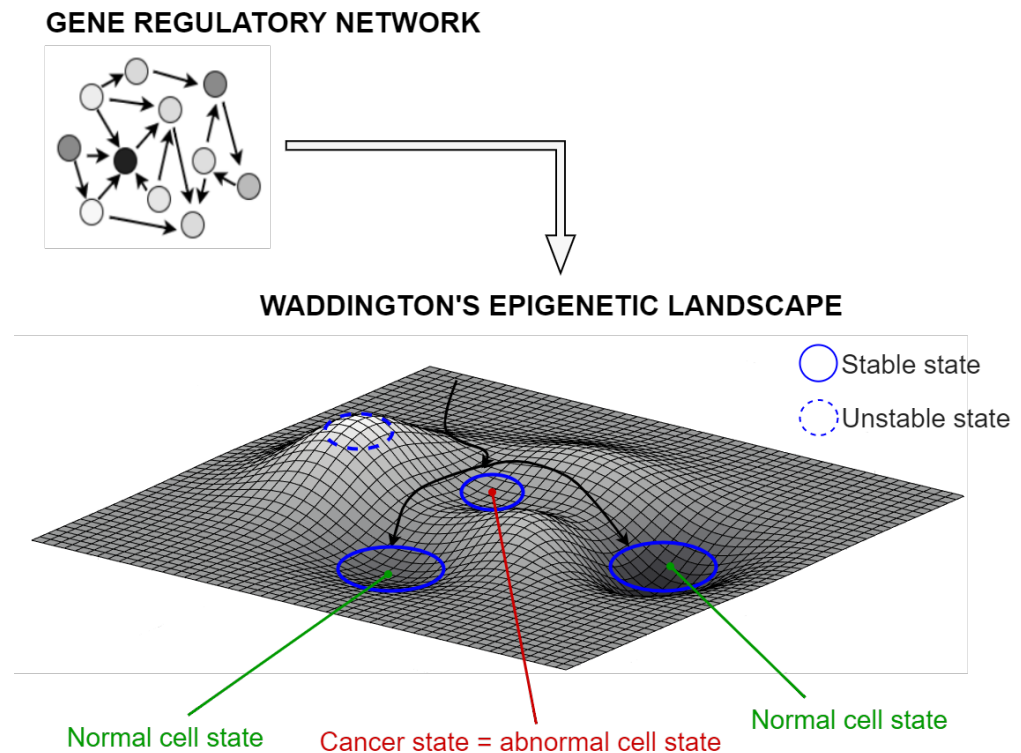 GENE REGULATORY NETWORK
WADDINGTON'S EPIGENETIC LANDSCAPE
Stable state
Unstable state
Normal cell state
Cancer state = abnormal cell state
Normal cell state